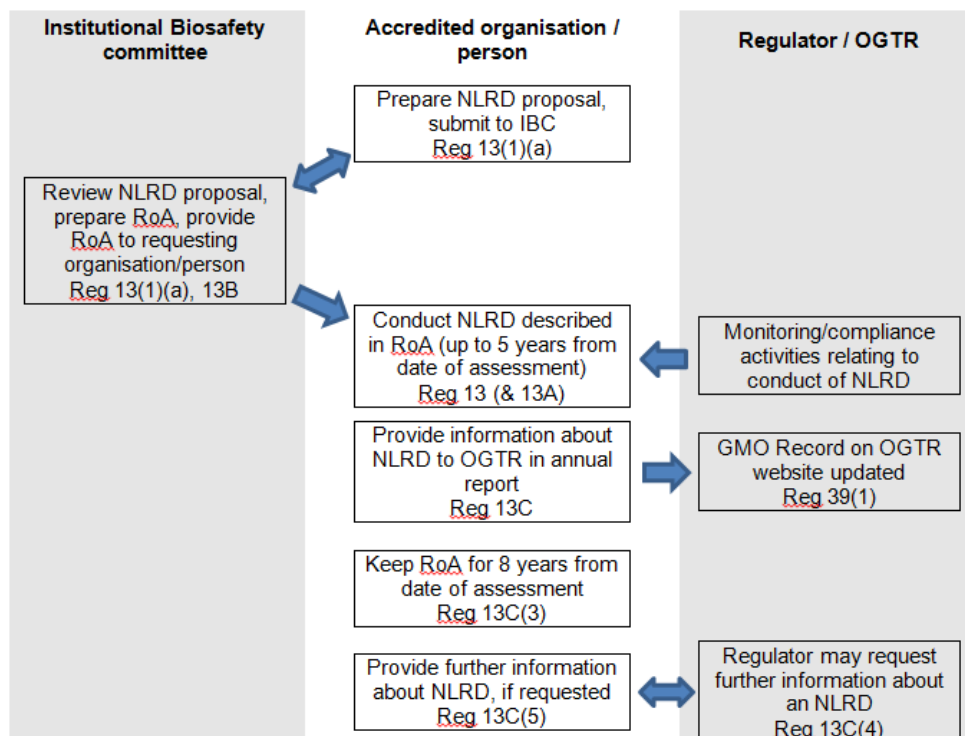 Institutional Biosafety
committee
Accredited organisation /
person
Regulator / OGTR
Prepare NLRD proposal,
submit to IBC
Reg 13(1)(a)
Review NLRD proposal,
prepare RoA, provide
RoA to requesting
organisation/person
Reg 13(1)(a), 13B
Conduct NLRD described
in RoA (up to 5 years from
date of assessment)
Reg 13 (& 13A)
Monitoring/compliance
activities relating to
conduct of NLRD
Provide information about
NLRD to OGTR in annual
report
Reg 13C
GMO Record on OGTR
website updated
Reg 39(1)
Keep RoA for 8 years from
date of assessment
Reg 13C(3)
Provide further information
about NLRD, if requested
Reg 13C(5)
Regulator may request
further information about
an NLRD
Reg 13C(4)